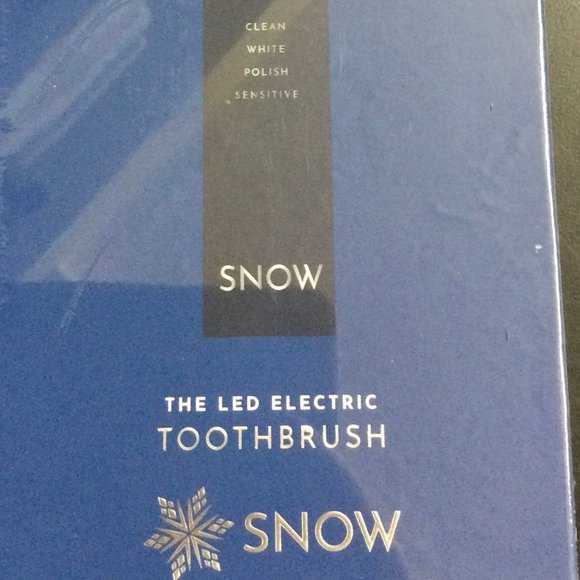 CLEAN
WHITE
POLISH
SENSITIVE
SNOW
THE LED ELECTRIC
TOOTHBRUSH
SNOW